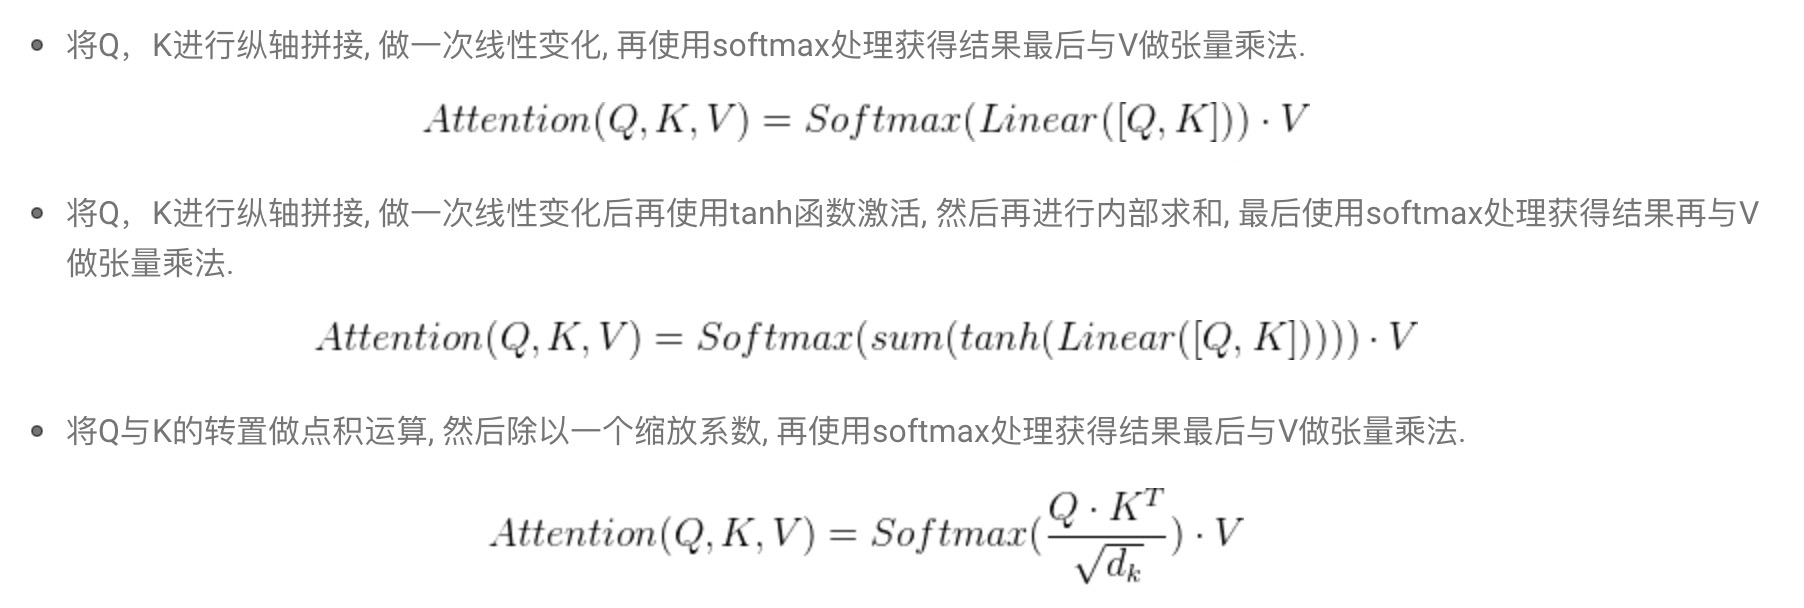 • 将Q，K进行纵轴拼接, 做一次线性变化, 再使用softmax处理获得结果最后与V做张量乘法.
Attention(Q, K, V) = Softmax(Linear([Q, K])) · V
• 将Q，K进行纵轴拼接, 做一次线性变化后再使用tanh函数激活, 然后再进行内部求和, 最后使用softmax处理获得结果再与V
做张量乘法.
Attention(Q, K, V) = Softmax(sum(tanh(Linear([Q, K])))) · V
• 将Q与K的转置做点积运算, 然后除以一个缩放系数, 再使用softmax处理获得结果最后与V做张量乘法.
Attention(Q, K, V) = Softmax(\frac{Q · K^T}{\sqrt{d_k}}) · V